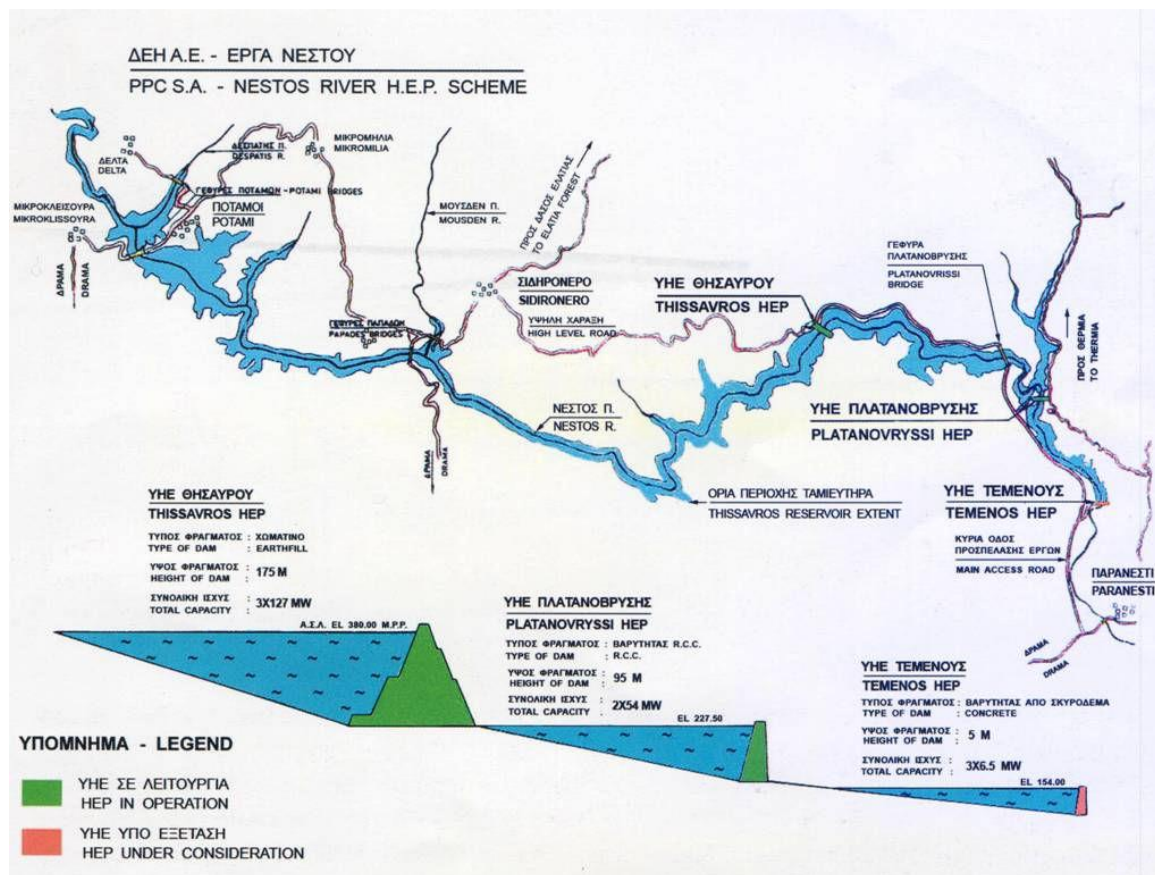 ΔΕΗ Α.Ε. - ΕΡΓΑ ΝΕΣΤΟΥ
PPC S.A. - NESTOS RIVER H.E.P. SCHEME
ΜΙΚΡΟΜΗΛΙΑ
MIKROMILIA
ΔΕΣΠΑΤΗΣ Π.
DESPATIS R.
ΔΕΛΤΑ
DELTA
ΓΕΦΥΡΕΣ ΠΟΤΑΜΩΝ - POTAMI BRIDGES
ΜΙΚΡΟΚΛΕΙΣΟΥΡΑ
MIKROKLISSOURA
ΠΟΤΑΜΟΙ
POTAMI
ΔΡΑΜΑ
DRAMA
ΜΟΥΣΔΕΝ Π.
MOUSDEN R.
ΠΡΟΣ ΔΑΣΟΣ ΕΛΑΤΙΑΣ
TO ELATIA FOREST
ΓΕΦΥΡΑ
ΠΛΑΤΑΝΟΒΡΥΣΗΣ
PLATANOVRISSI
BRIDGE
ΣΙΔΗΡΟΝΕΡΟ
SIDIRONERO
ΥΗΕ ΘΗΣΑΥΡΟΥ
THISSAVROS HEP
ΓΕΦΥΡΕΣ ΠΑΠΑΔΩΝ
PAPADES BRIDGES
ΥΨΗΛΗ ΧΑΡΑΞΗ
HIGH LEVEL ROAD
ΠΡΟΣ ΘΕΡΜΙΑ
TO THERMIA
ΝΕΣΤΟΣ Π.
NESTOS R.
ΥΗΕ ΠΛΑΤΑΝΟΒΡΥΣΗΣ
PLATANOVRYSSI HEP
ΔΡΑΜΑ
DRAMA
ΟΡΙΑ ΠΕΡΙΟΧΗΣ ΤΑΜΙΕΥΤΗΡΑ
THISSAVROS RESERVOIR EXTENT
ΥΗΕ ΤΕΜΕΝΟΥΣ
TEMENOS HEP
ΚΥΡΙΑ ΟΔΟΣ
ΠΡΟΣΠΕΛΑΣΗΣ ΕΡΓΩΝ
MAIN ACCESS ROAD
ΠΑΡΑΝΕΣΤΙ
PARANESTI
ΔΡΑΜΑ
DRAMA
ΥΗΕ ΘΗΣΑΥΡΟΥ
THISSAVROS HEP
ΤΥΠΟΣ ΦΡΑΓΜΑΤΟΣ : ΧΩΜΑΤΙΝΟ
TYPE OF DAM : EARTHFILL
ΥΨΟΣ ΦΡΑΓΜΑΤΟΣ :
HEIGHT OF DAM : 175 M
ΣΥΝΟΛΙΚΗ ΙΣΧΥΣ :
TOTAL CAPACITY : 3X127 MW
Α.Σ.Λ. EL 380.00 Μ.Ρ.Ρ.
ΥΗΕ ΠΛΑΤΑΝΟΒΡΥΣΗΣ
PLATANOVRYSSI HEP
ΤΥΠΟΣ ΦΡΑΓΜΑΤΟΣ : ΒΑΡΥΤΗΤΑΣ R.C.C.
TYPE OF DAM : R.C.C.
ΥΨΟΣ ΦΡΑΓΜΑΤΟΣ :
HEIGHT OF DAM : 95 M
ΣΥΝΟΛΙΚΗ ΙΣΧΥΣ :
TOTAL CAPACITY : 2X54 MW
EL 227.50
ΥΗΕ ΤΕΜΕΝΟΥΣ
TEMENOS HEP
ΤΥΠΟΣ ΦΡΑΓΜΑΤΟΣ : ΒΑΡΥΤΗΤΑΣ ΑΠΟ ΣΚΥΡΟΔΕΜΑ
TYPE OF DAM : CONCRETE
ΥΨΟΣ ΦΡΑΓΜΑΤΟΣ :
HEIGHT OF DAM : 5 M
ΣΥΝΟΛΙΚΗ ΙΣΧΥΣ :
TOTAL CAPACITY : 3X6.5 MW
EL 154.00
ΥΠΟΜΝΗΜΑ - LEGEND
ΥΗΕ ΣΕ ΛΕΙΤΟΥΡΓΙΑ
HEP IN OPERATION
ΥΗΕ ΥΠΟ ΕΞΕΤΑΣΗ
HEP UNDER CONSIDERATION